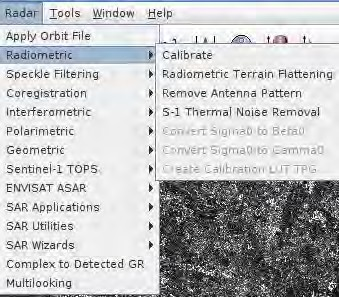 Radar Tools Window Help
Apply Orbit File
Radiometric
Speckle Filtering
Coregistration
Interferometric
Polarimetric
Geometric
Sentinel-1 TOPS
ENVISAT ASAR
SAR Applications
SAR Utilities
SAR Wizards
Complex to Detected GR
Multilooking
Calibrate
Radiometric Terrain Flattening
Remove Antenna Pattern
S-1 Thermal Noise Removal
Convert Sigma0 to Beta0
Convert Sigma0 to Gamma0
Create Calibration LUT TPG